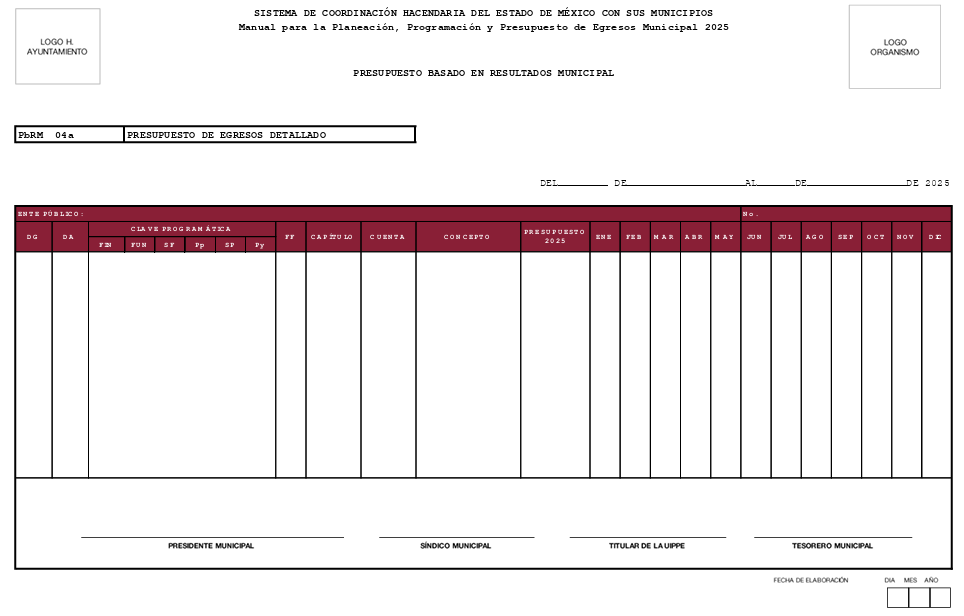 SISTEMA DE COORDINACIÓN HACENDARIA DEL ESTADO DE MÉXICO CON SUS MUNICIPIOS
Manual para la Planeación, Programación y Presupuesto de Egresos Municipal 2025
LOGO H.
AYUNTAMIENTO
LOGO
ORGANISMO
PRESUPUESTO BASADO EN RESULTADOS MUNICIPAL
PbRM 04a PRESUPUESTO DE EGRESOS DETALLADO
DEL DE AL DE DE 2025
ENTE PÚBLICO: No.
DG DA CLAVE PROGRAMÁTICA FF CAPÍTULO CUENTA CONCEPTO PRESUPUESTO 2025 ENE FEB MAR ABR MAY JUN JUL AGO SEP OCT NOV DIC
FIN FUN SF Pp SP Py
PRESIDENTE MUNICIPAL SÍNDICO MUNICIPAL TITULAR DE LA UIPPE TESORERO MUNICIPAL
FECHA DE ELABORACIÓN DIA MES AÑO